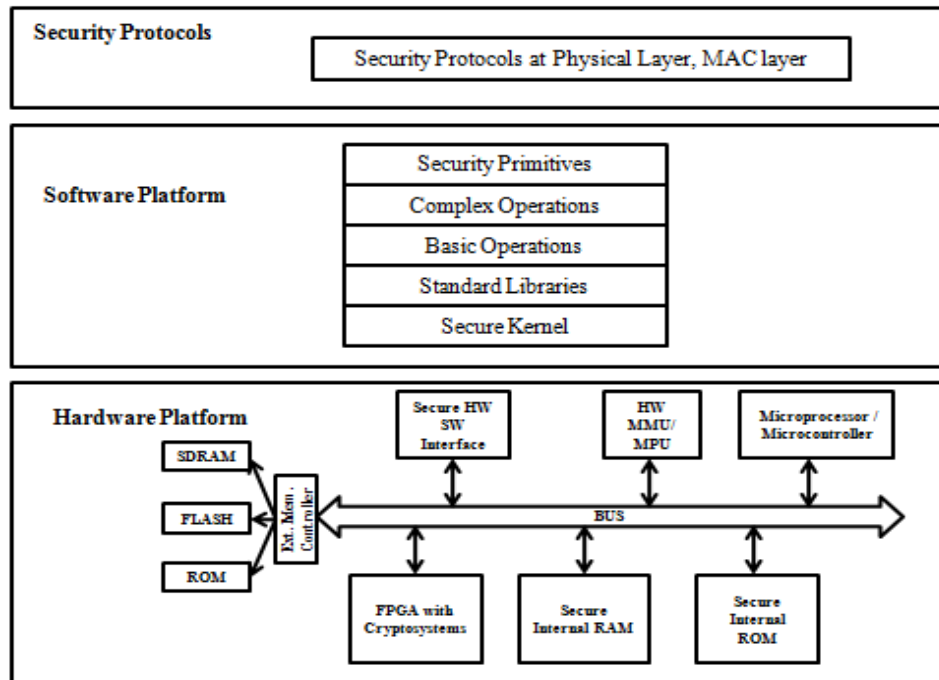 Security Protocols
Security Protocols at Physical Layer, MAC layer
Software Platform
Security Primitives
Complex Operations
Basic Operations
Standard Libraries
Secure Kernel
Hardware Platform
Secure HW
SW
Interface
HW
MMU/
MPU
Microprocessor /
Microcontroller
SDRAM
FLASH
ROM
Ext. Mem.
Controller
BUS
FPGA with
Cryptosystems
Secure
Internal RAM
Secure
Internal
ROM